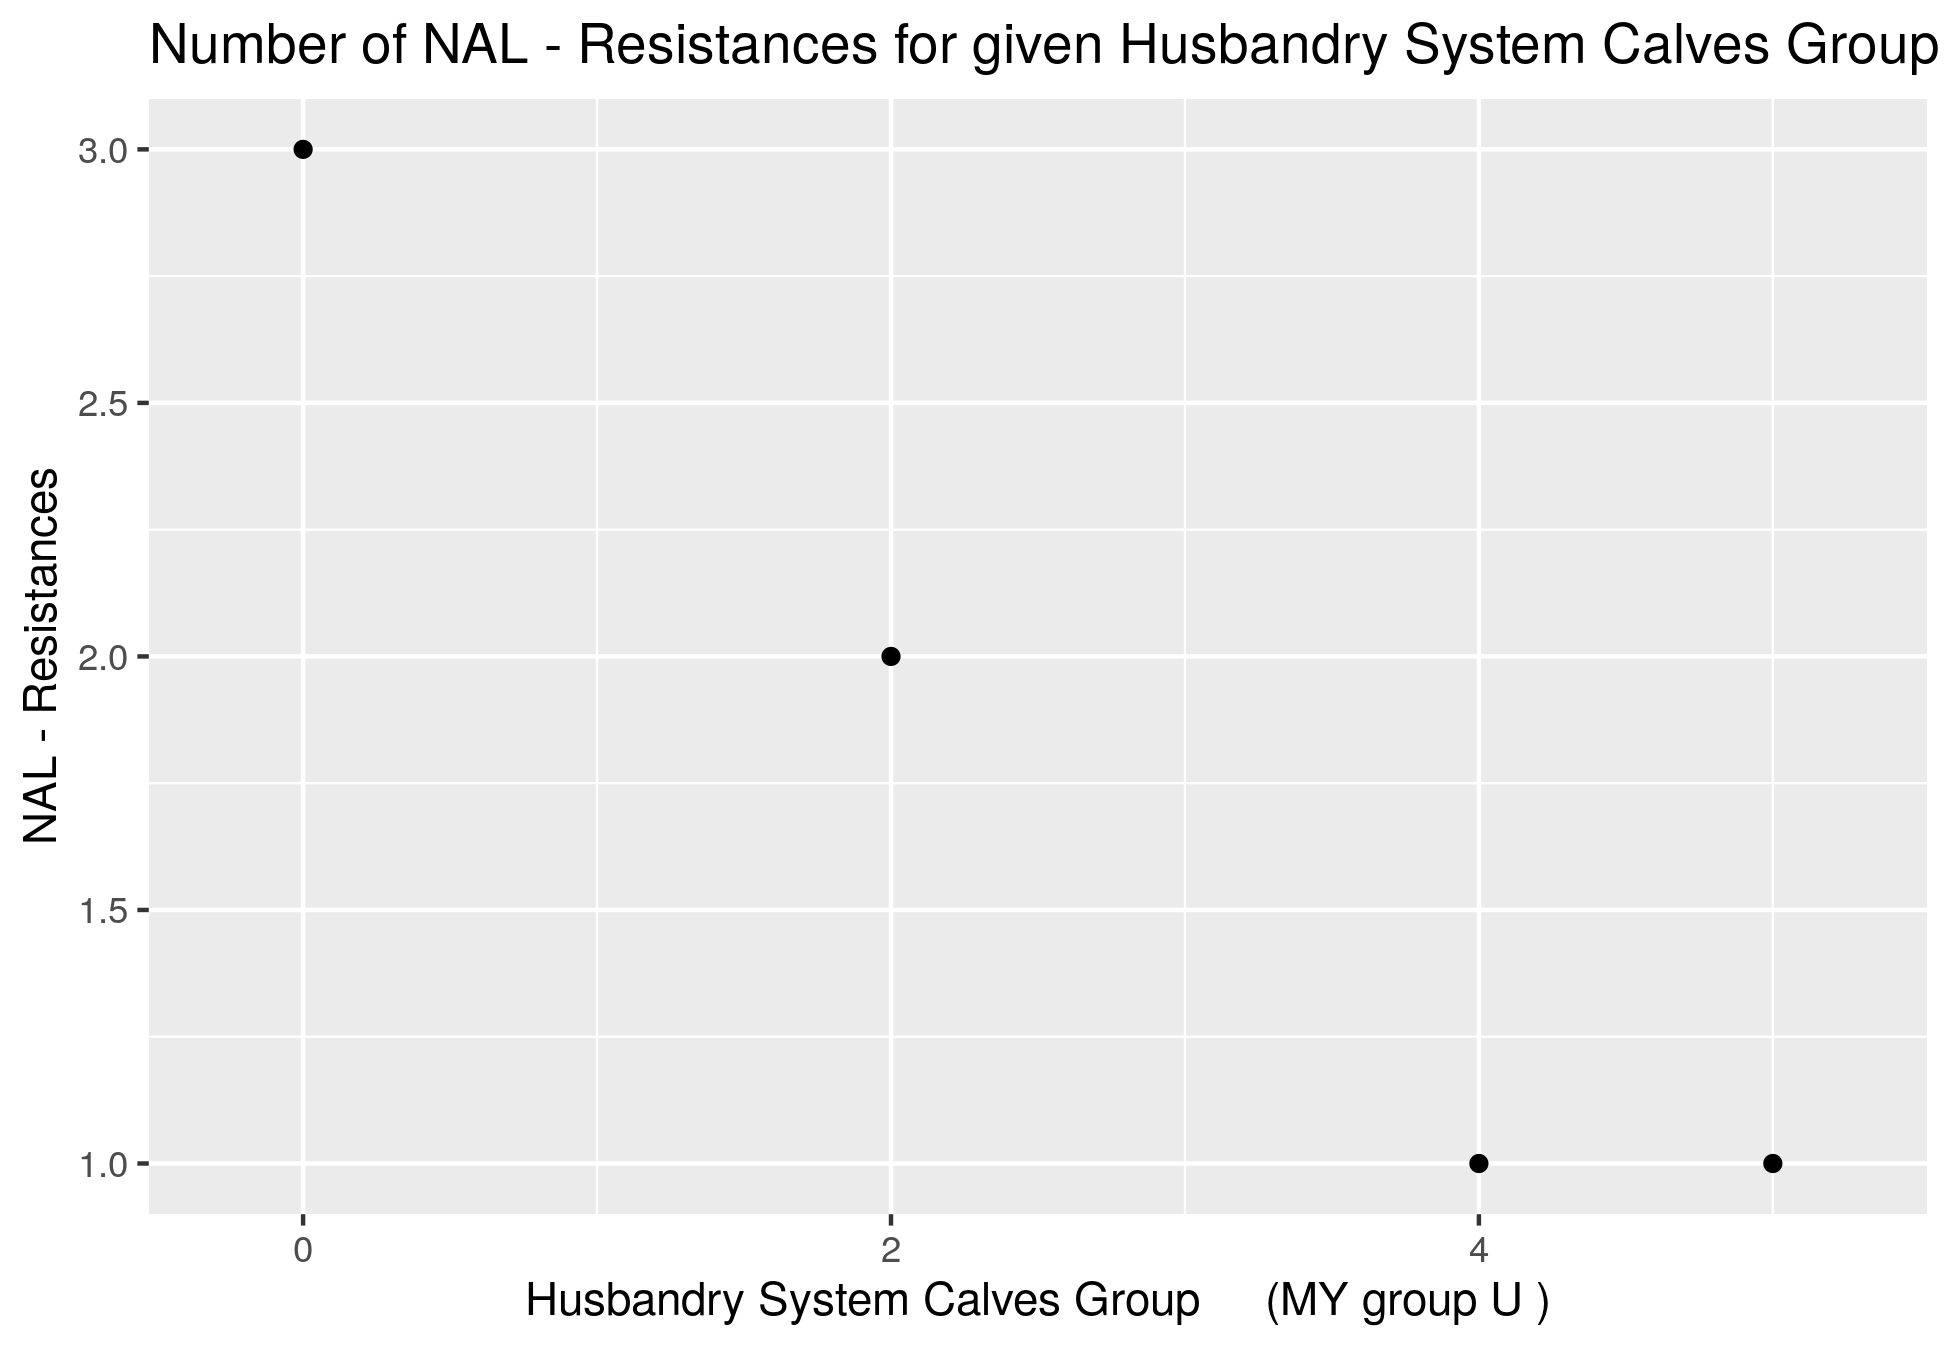 Number of NAL - Resistances for given Husbandry System Calves Group
3.0
2.5
2.0
1.5
1.0
NAL - Resistances
0 2 4
Husbandry System Calves Group (MY group U )